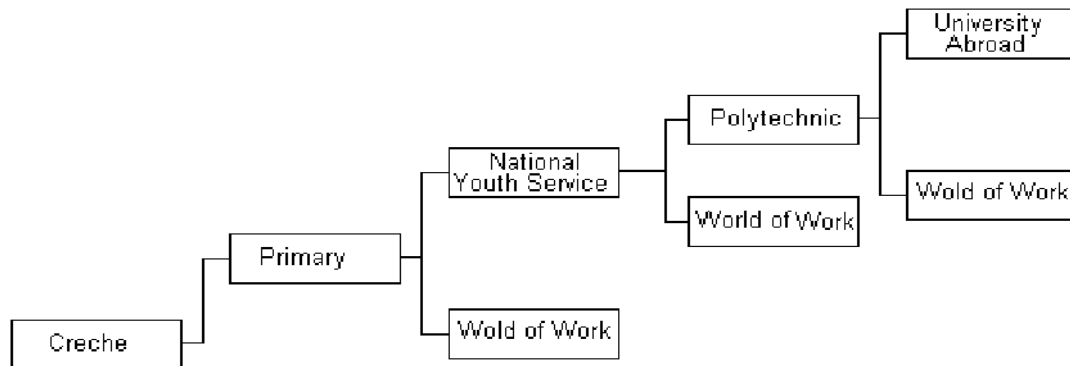 University
Abroad
Polytechnic
National
Youth Service
Wold of Work
World of Work
Primary
Wold of Work
Creche